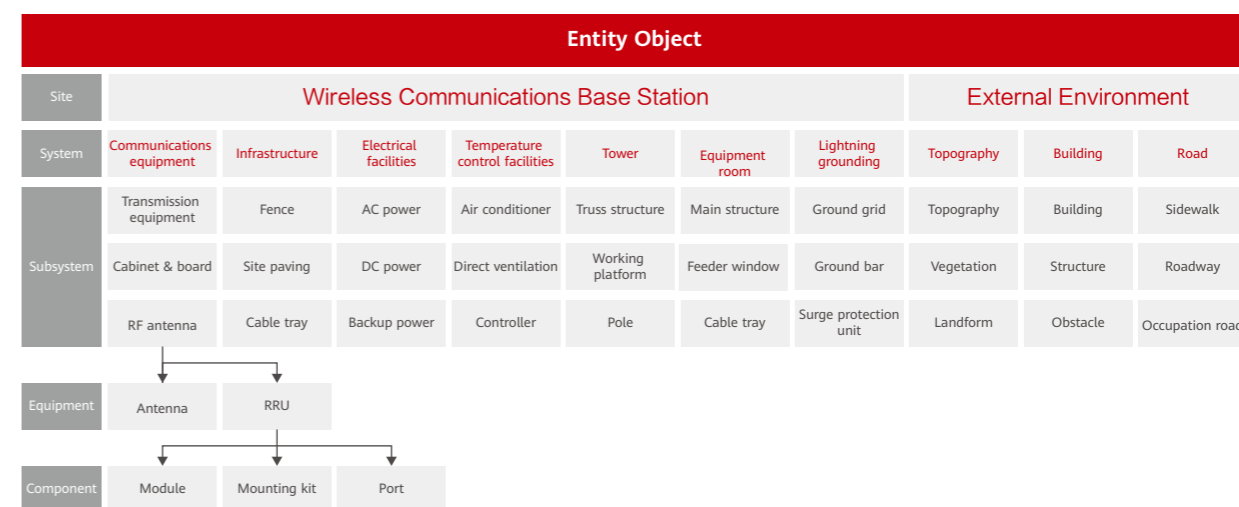 Entity Object
Site
Wireless Communications Base Station
External Environment
System
Communications
equipment
Infrastructure
Electrical
facilities
Temperature
control facilities
Tower
Equipment
room
Lightning
grounding
Topography
Building
Road
Subsystem
Transmission
equipment
Fence
AC power
Air conditioner
Truss structure
Main structure
Ground grid
Topography
Building
Sidewalk
Cabinet & board
Site paving
DC power
Direct ventilation
Working
platform
Feeder window
Ground bar
Vegetation
Structure
Roadway
RF antenna
Cable tray
Backup power
Controller
Pole
Cable tray
Surge protection
unit
Landform
Obstacle
Occupation road
Equipment
Antenna
RRU
Component
Module
Mounting kit
Port